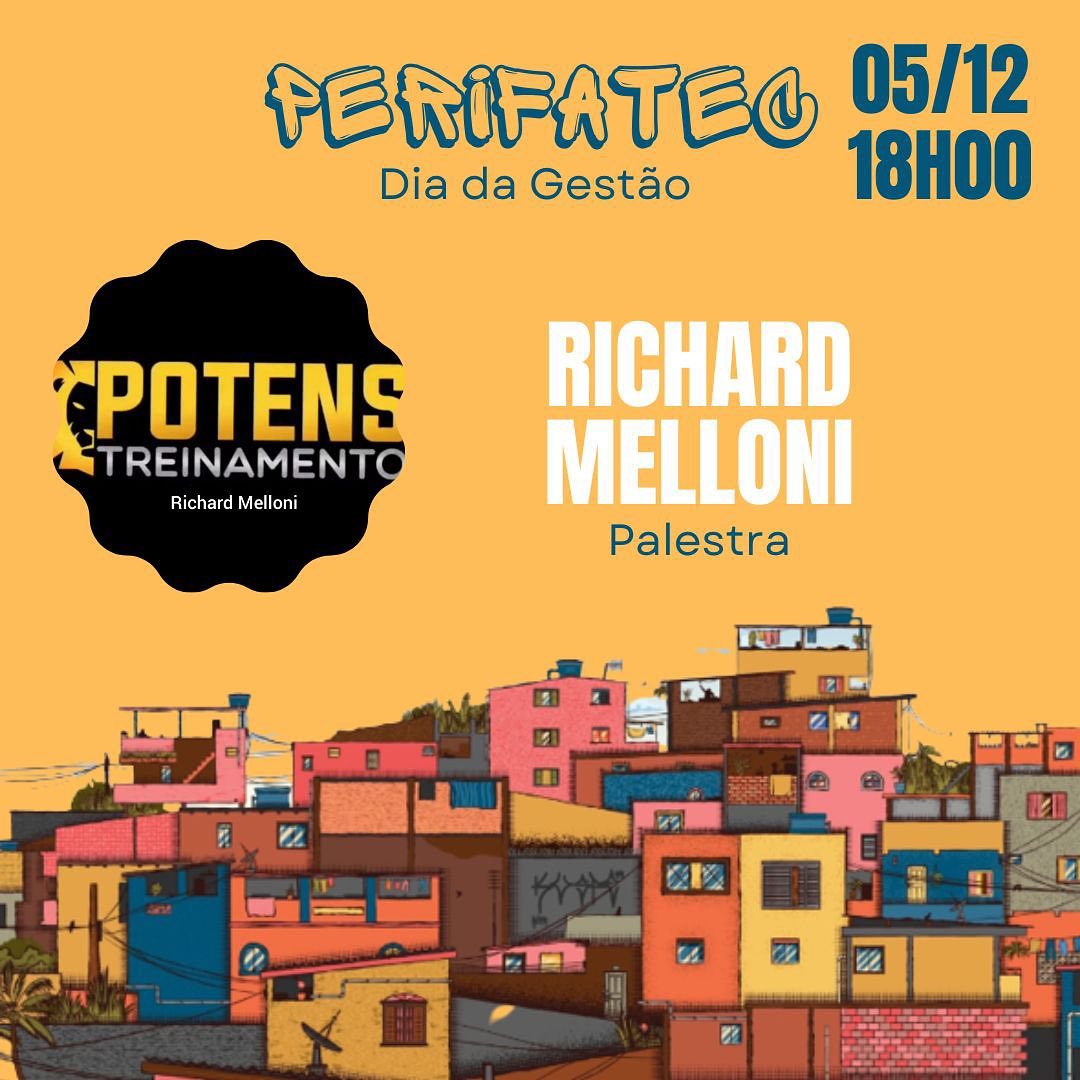 PERIFATEC
Dia da Gestão
05/12
18H00
POTENS
TREINAMENTO
Richard Melloni
RICHARD
MELLONI
Palestra